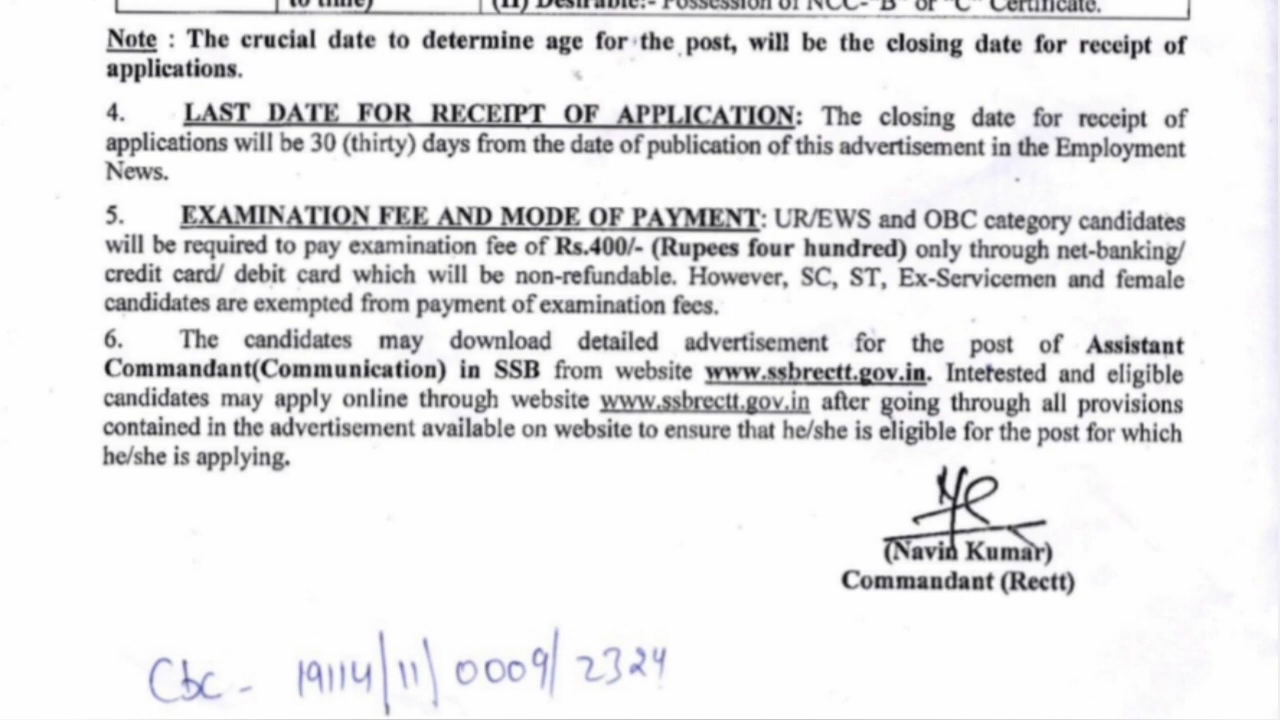 to time) (II) Desirable:- Possession of NCC-"B" or "C" Certificate.
Note : The crucial date to determine age for the post, will be the closing date for receipt of
applications.
4. LAST DATE FOR RECEIPT OF APPLICATION: The closing date for receipt of
applications will be 30 (thirty) days from the date of publication of this advertisement in the Employment
News.
5. EXAMINATION FEE AND MODE OF PAYMENT: UR/EWS and OBC category candidates
will be required to pay examination fee of Rs.400/- (Rupees four hundred) only through net-banking/
credit card/ debit card which will be non-refundable. However, SC, ST, Ex-Servicemen and female
candidates are exempted from payment of examination fees.
6. The candidates may download detailed advertisement for the post of Assistant
Commandant(Communication) in SSB from website www.ssbrectt.gov.in. Interested and eligible
candidates may apply online through website www.ssbrectt.gov.in after going through all provisions
contained in the advertisement available on website to ensure that he/she is eligible for the post for which
he/she is applying.
(Navin Kumar)
Commandant (Rectt)
Cbc - 19114/11/0009/2324